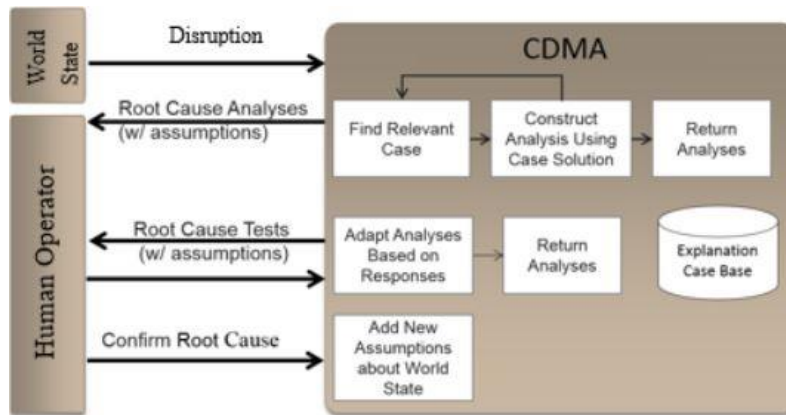 World
State
Disruption
CDMA
Root Cause Analyses
(w/ assumptions)
Find Relevant
Case
Construct
Analysis Using
Case Solution
Return
Analyses
Human Operator
Root Cause Tests
(w/ assumptions)
Adapt Analyses
Based on
Responses
Return
Analyses
Explanation
Case Base
Confirm Root Cause
Add New
Assumptions
about World
State